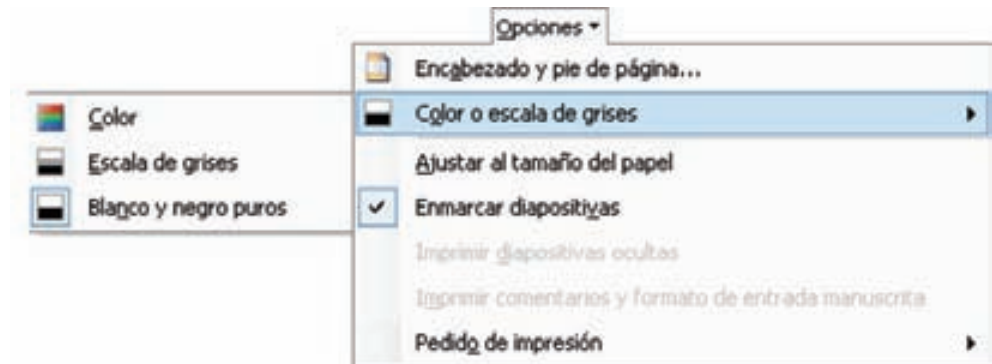 Opciones
Encabezado y pie de página...
Color o escala de grises
Color
Escala de grises
Blanco y negro puros
Ajustar al tamaño del papel
Enmarcar diapositivas
Imprimir diapositivas ocultas
Imprimir comentarios y formato de entrada manuscrita
Pedido de impresión